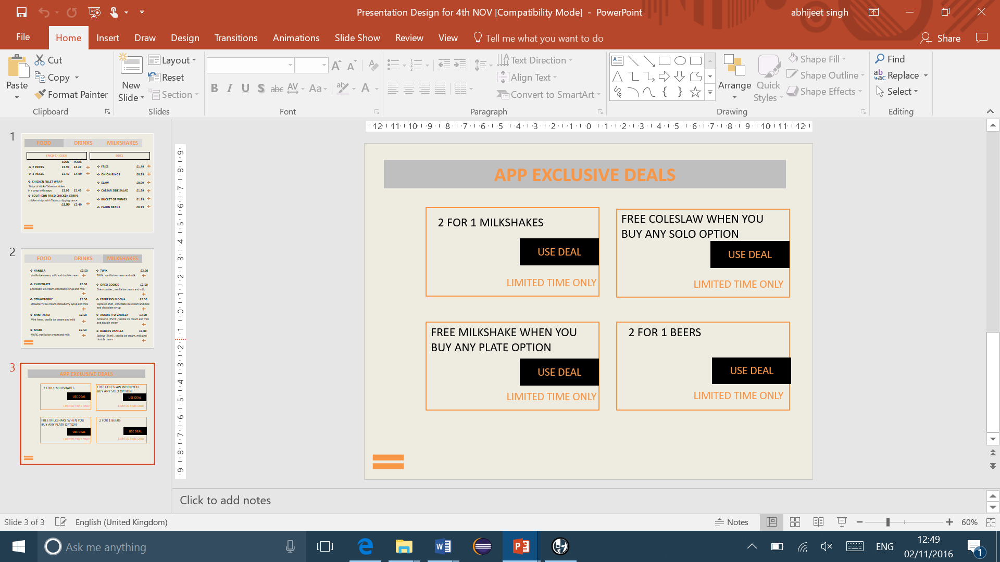 Presentation Design for 4th NOV [Compatibility Mode] - PowerPoint
abhijeet singh
File
Home
Insert
Draw
Design
Transitions
Animations
Slide Show
Review
View
Tell me what you want to do
Share
Paste
Cut
Copy
Format Painter
Clipboard
New
Slide
Layout
Reset
Section
Slides
Font
Text Direction
Align Text
Convert to SmartArt
Paragraph
Arrange
Quick
Styles
Shape Fill
Shape Outline
Shape Effects
Drawing
Find
Replace
Select
Editing
1
FOOD DRINKS MILKSHAKES
FRIED CHICKEN
SIDES
SOLO PLATE
2 PIECES £2.99 £4.49
3 PIECES £3.49 £4.99
CHICKEN FILLET WRAP
Strips of sticky Tabasco chicken
in a wrap with mayo £3.99 £5.49
SOUTHERN FRIED CHICKEN STRIPS
chicken strips with Tabasco dipping sauce
£3.99 £5.49
FRIES £1.49
ONION RINGS £0.99
SLAW £0.99
CAESAR SIDE SALAD £1.99
BUCKET OF WINGS £1.99
CAJUN BEANS £0.99
2
FOOD DRINKS MILKSHAKES
VANILLA £2.50
Vanilla ice cream, milk and double cream
CHOCOLATE £2.50
Chocolate ice cream, chocolate syrup and milk
STRAWBERRY £2.50
Strawberry ice cream, strawberry syrup and milk
MINT AERO £2.50
Mint Aero , vanilla ice cream and milk
MARS £2.50
MARS, vanilla ice cream and milk
TWIX £2.50
TWIX , vanilla ice cream and milk
OREO COOKIE £2.50
Oreo cookies , vanilla ice cream and milk
ESPRESSO MOCHA £2.50
Espresso shot , chocolate ice cream and milk
and chocolate syrup
AMARETTO VANILLA £3.00
Amaretto (25ml) , vanilla ice cream and milk
and double cream
BAILEYS VANILLA £3.00
Baileys (25ml) , vanilla ice cream, milk and
double cream
3
APP EXCLUSIVE DEALS
2 FOR 1 MILKSHAKES
USE DEAL
LIMITED TIME ONLY
FREE COLESLAW WHEN YOU
BUY ANY SOLO OPTION
USE DEAL
LIMITED TIME ONLY
FREE MILKSHAKE WHEN YOU
BUY ANY PLATE OPTION
USE DEAL
LIMITED TIME ONLY
2 FOR 1 BEERS
USE DEAL
LIMITED TIME ONLY
12 11 10 9 8 7 6 5 4 3 2 1 0 1 2 3 4 5 6 7 8 9 10 11 12
9 8 7 6 5 4 3 2 1 0 1 2 3 4 5 6 7 8 9
APP EXCLUSIVE DEALS
2 FOR 1 MILKSHAKES
USE DEAL
LIMITED TIME ONLY
FREE COLESLAW WHEN YOU
BUY ANY SOLO OPTION
USE DEAL
LIMITED TIME ONLY
FREE MILKSHAKE WHEN YOU
BUY ANY PLATE OPTION
USE DEAL
LIMITED TIME ONLY
2 FOR 1 BEERS
USE DEAL
LIMITED TIME ONLY
Click to add notes
Slide 3 of 3
English (United Kingdom)
Notes
60%
Ask me anything
ENG
12:49
02/11/2016
1